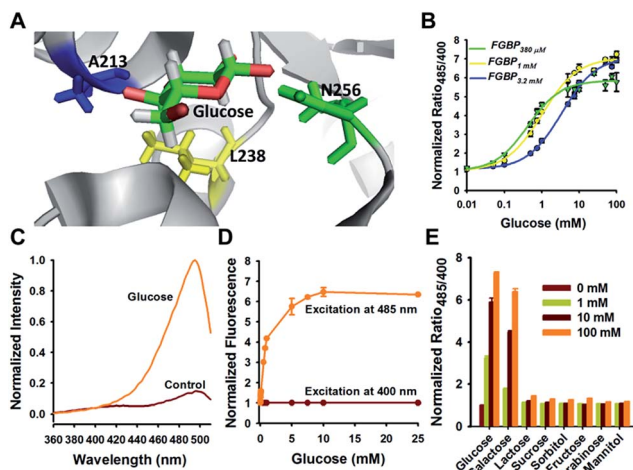 A
A213
Glucose
N256
L238
B
FGBP380 µM
FGBP1 mM
FGBP3.2 mM
Normalized Ratio485/400
8
7
6
5
4
3
2
1
0.01 0.1 1 10 100
Glucose (mM)
C
Normalized Intensity
1.0
0.8
0.6
0.4
0.2
0.0
Glucose
Control
360 380 400 420 440 460 480 500
Wavelength (nm)
D
Normalized Fluorescence
8
7
6
5
4
3
2
1
0
Excitation at 485 nm
Excitation at 400 nm
0 5 10 15 20 25
Glucose (mM)
E
Normalized Ratio485/400
8
6
4
2
0
0 mM
1 mM
10 mM
100 mM
Glucose
Galactose
Lactose
Sucrose
Sorbitol
Fructose
Mannitol